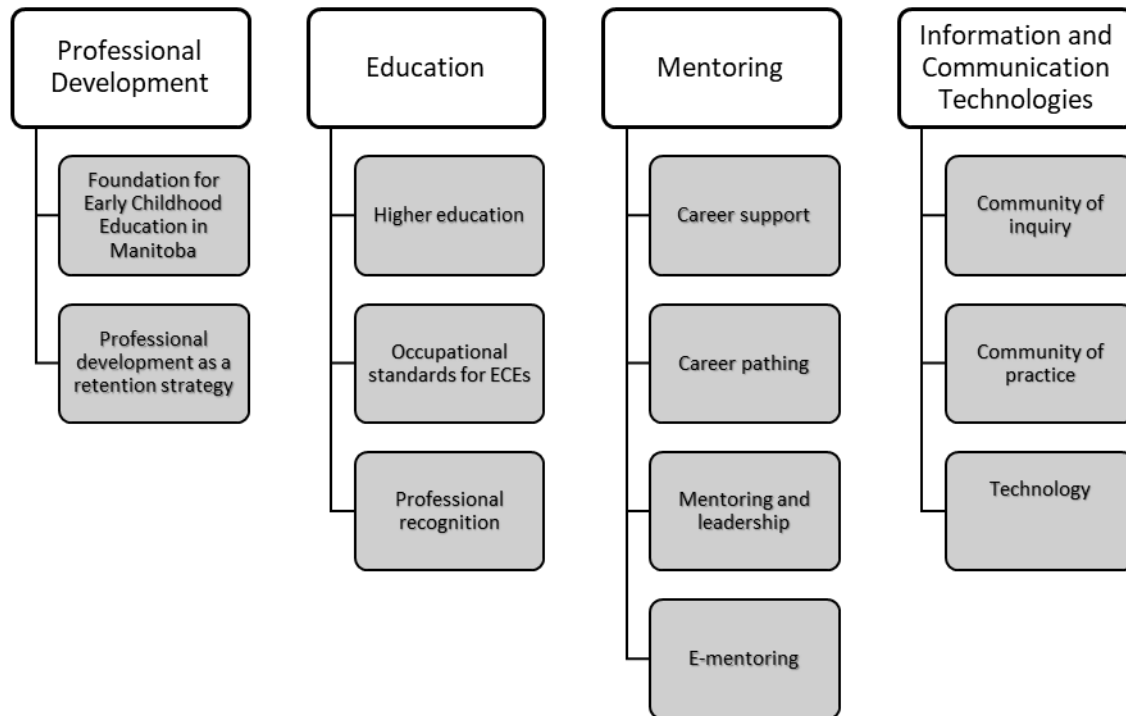 Professional
Development
Foundation for
Early Childhood
Education in
Manitoba
Professional
development as a
retention strategy
Education
Higher education
Occupational
standards for ECEs
Professional
recognition
Mentoring
Career support
Career pathing
Mentoring and
leadership
E-mentoring
Information and
Communication
Technologies
Community of
inquiry
Community of
practice
Technology